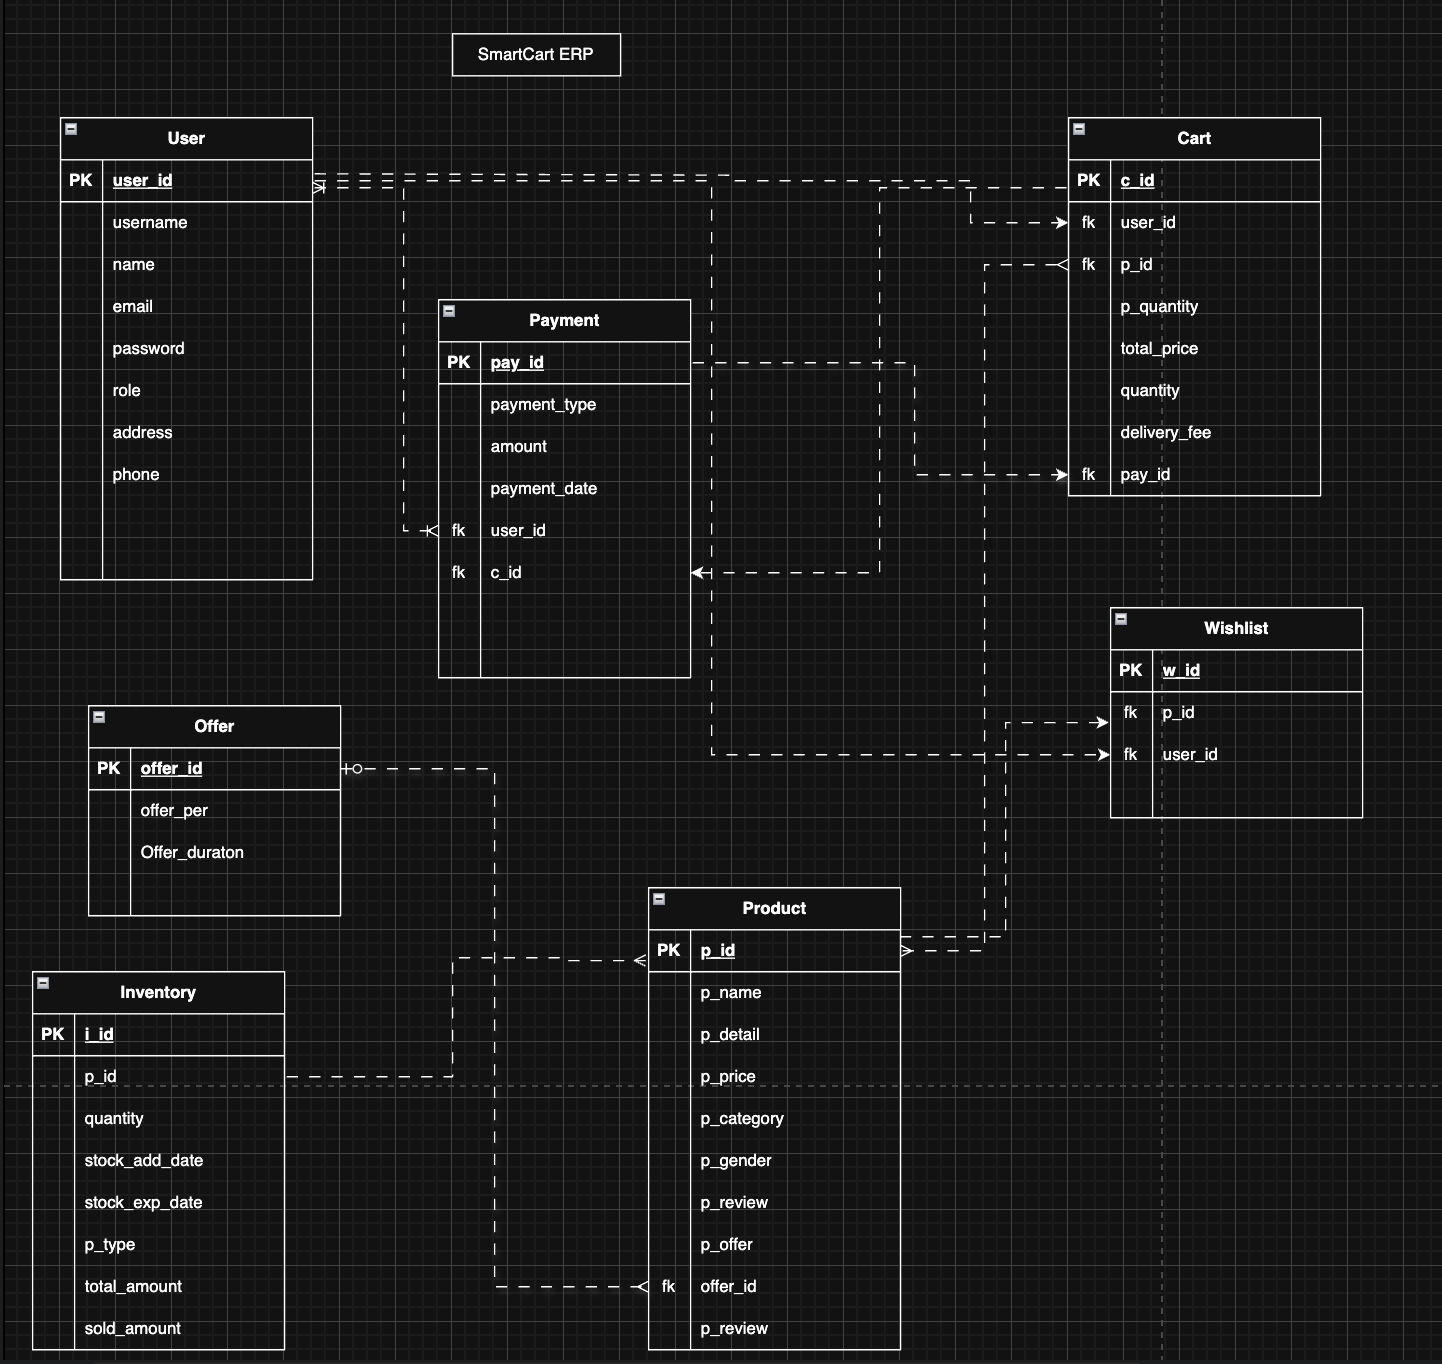 SmartCart ERP
User
PK user_id
username
name
email
password
role
address
phone
Cart
PK c_id
fk user_id
fk p_id
p_quantity
total_price
quantity
delivery_fee
fk pay_id
Payment
PK pay_id
payment_type
amount
payment_date
fk user_id
fk c_id
Wishlist
PK w_id
fk p_id
fk user_id
Offer
PK offer_id
offer_per
Offer_duraton
Product
PK p_id
p_name
p_detail
p_price
p_category
p_gender
p_review
p_offer
fk offer_id
p_review
Inventory
PK i_id
p_id
quantity
stock_add_date
stock_exp_date
p_type
total_amount
sold_amount